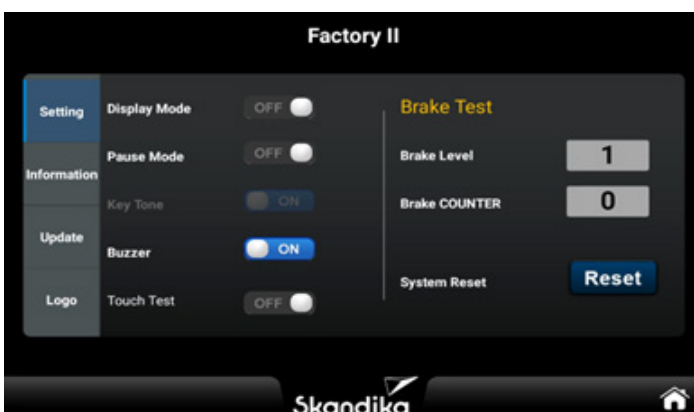 Factory II
Setting
Information
Update
Logo
Display Mode OFF
Pause Mode OFF
Key Tone ON
Buzzer ON
Touch Test OFF
Brake Test
Brake Level 1
Brake COUNTER 0
System Reset Reset
Skandika